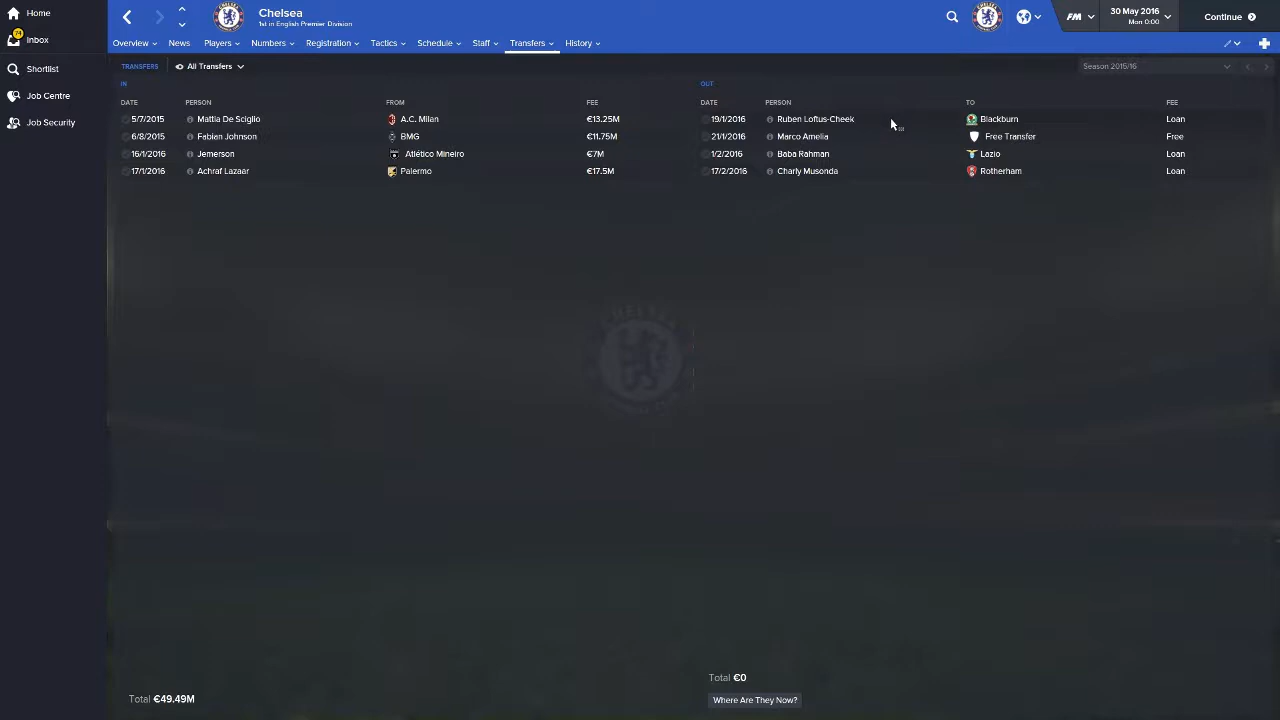 Home
74
Inbox
Shortlist
Job Centre
Job Security
Chelsea
1st in English Premier Division
FM
30 May 2016
Mon 0:00
Continue
Overview News Players Numbers Registration Tactics Schedule Staff Transfers History
TRANSFERS All Transfers Season 2015/16
IN
DATE PERSON FROM FEE
5/7/2015 Mattia De Sciglio A.C. Milan €13.25M
6/8/2015 Fabian Johnson BMG €11.75M
16/1/2016 Jemerson Atlético Mineiro €7M
17/1/2016 Achraf Lazaar Palermo €17.5M
Total €49.49M
OUT
DATE PERSON TO FEE
19/1/2016 Ruben Loftus-Cheek Blackburn Loan
21/1/2016 Marco Amelia Free Transfer Free
1/2/2016 Baba Rahman Lazio Loan
17/2/2016 Charly Musonda Rotherham Loan
Total €0
Where Are They Now?